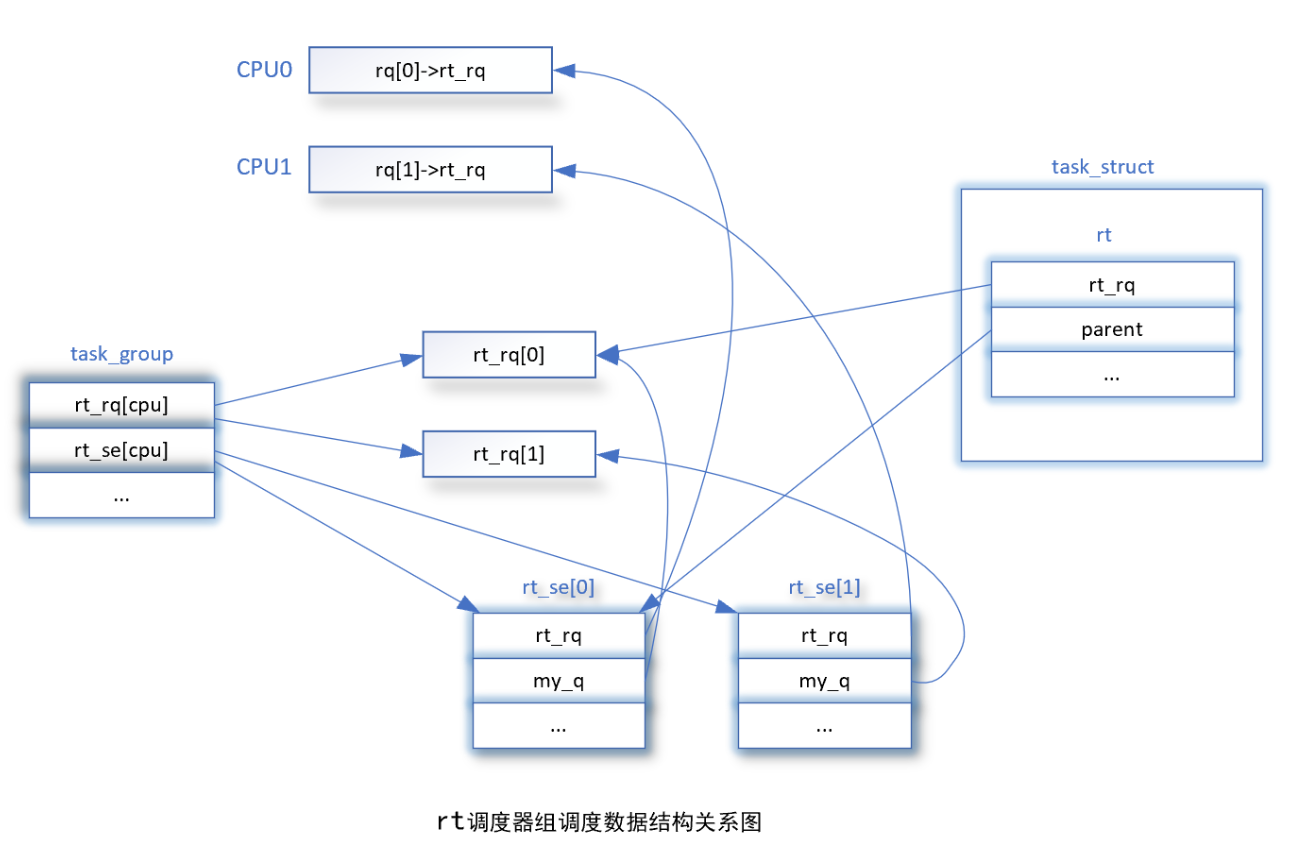 CPU0
rq[0]->rt_rq
CPU1
rq[1]->rt_rq
task_struct
rt
rt_rq
parent
...
task_group
rt_rq[cpu]
rt_se[cpu]
...
rt_rq[0]
rt_rq[1]
rt_se[0]
rt_rq
my_q
...
rt_se[1]
rt_rq
my_q
...
rt调度器组调度数据结构关系图